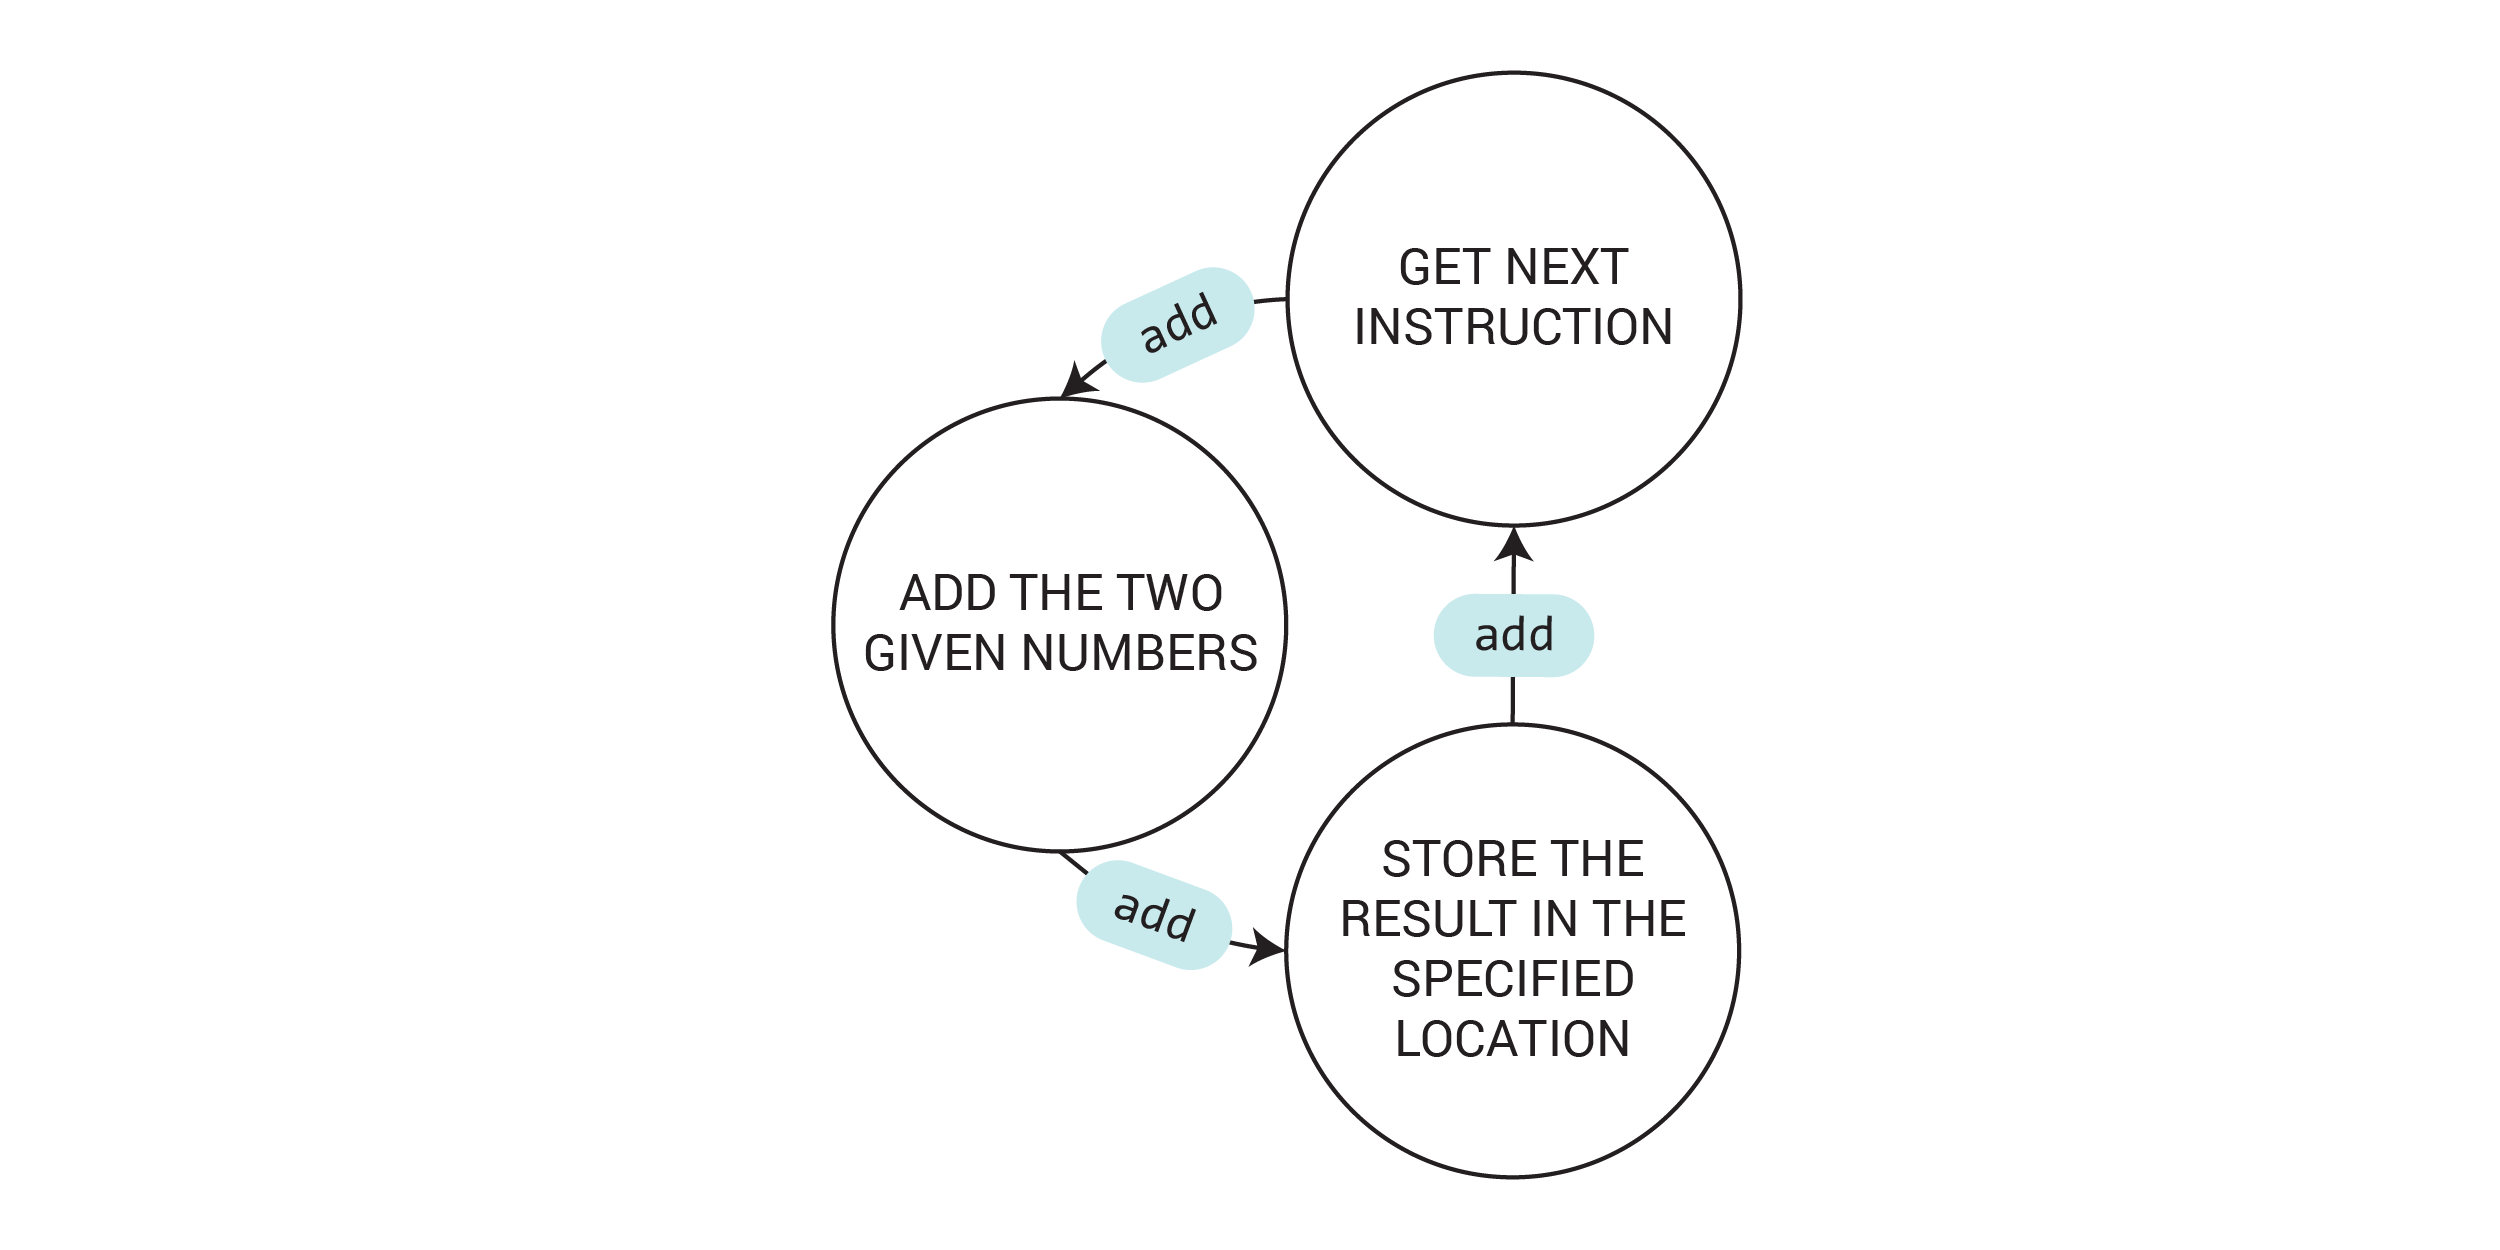 GET NEXT
INSTRUCTION
add
ADD THE TWO
GIVEN NUMBERS
add
STORE THE
RESULT IN THE
SPECIFIED
LOCATION
add